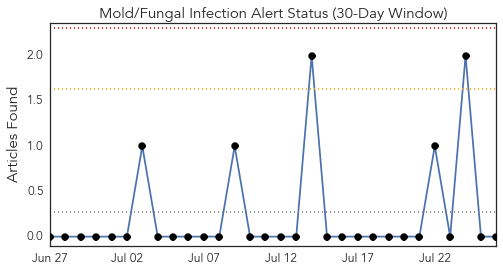 Mold/Fungal Infection Alert Status (30-Day Window)
Articles Found
2.0
1.5
1.0
0.5
0.0
Jun 27
Jul 02
Jul 07
Jul 12
Jul 17
Jul 22